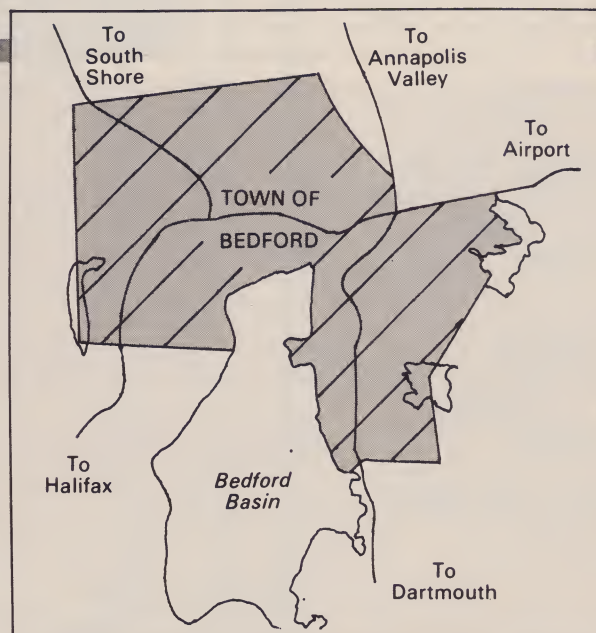 To
South
Shore
To
Annapolis
Valley
To
Airport
TOWN OF
BEDFORD
To
Halifax
Bedford
Basin
To
Dartmouth